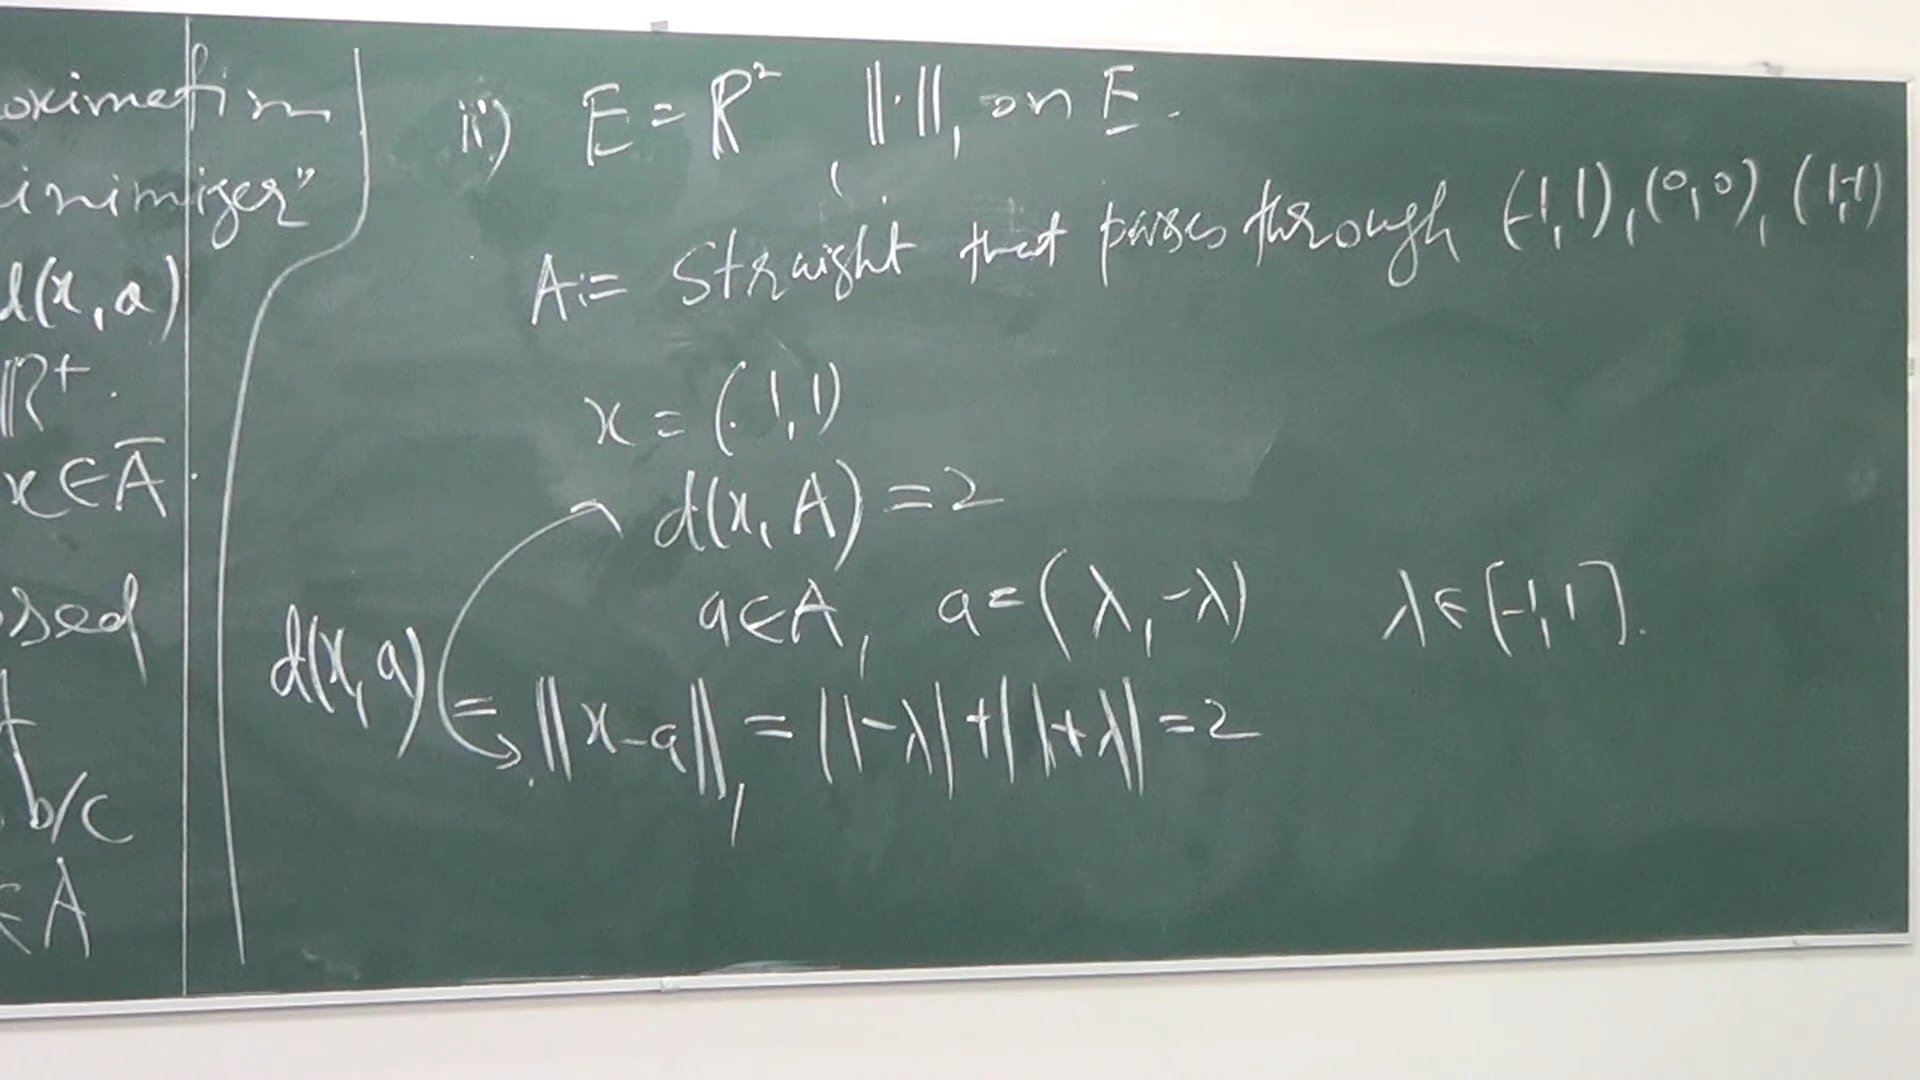 oximation
inimizer"
d(x, a)
ℝ⁺.
x ∈ Ā.
osed
b/c
∈ A
ii) E = ℝ² , ‖·‖₁ on E.
A := Straight that passes through (-1,1), (0,0), (1,-1)
x = (1,1)
d(x, A) = 2
a ∈ A, a = (λ, -λ) λ ∈ [-1,1].
d(x, a) = ‖x-a‖₁ = |1-λ| + |1+λ| = 2